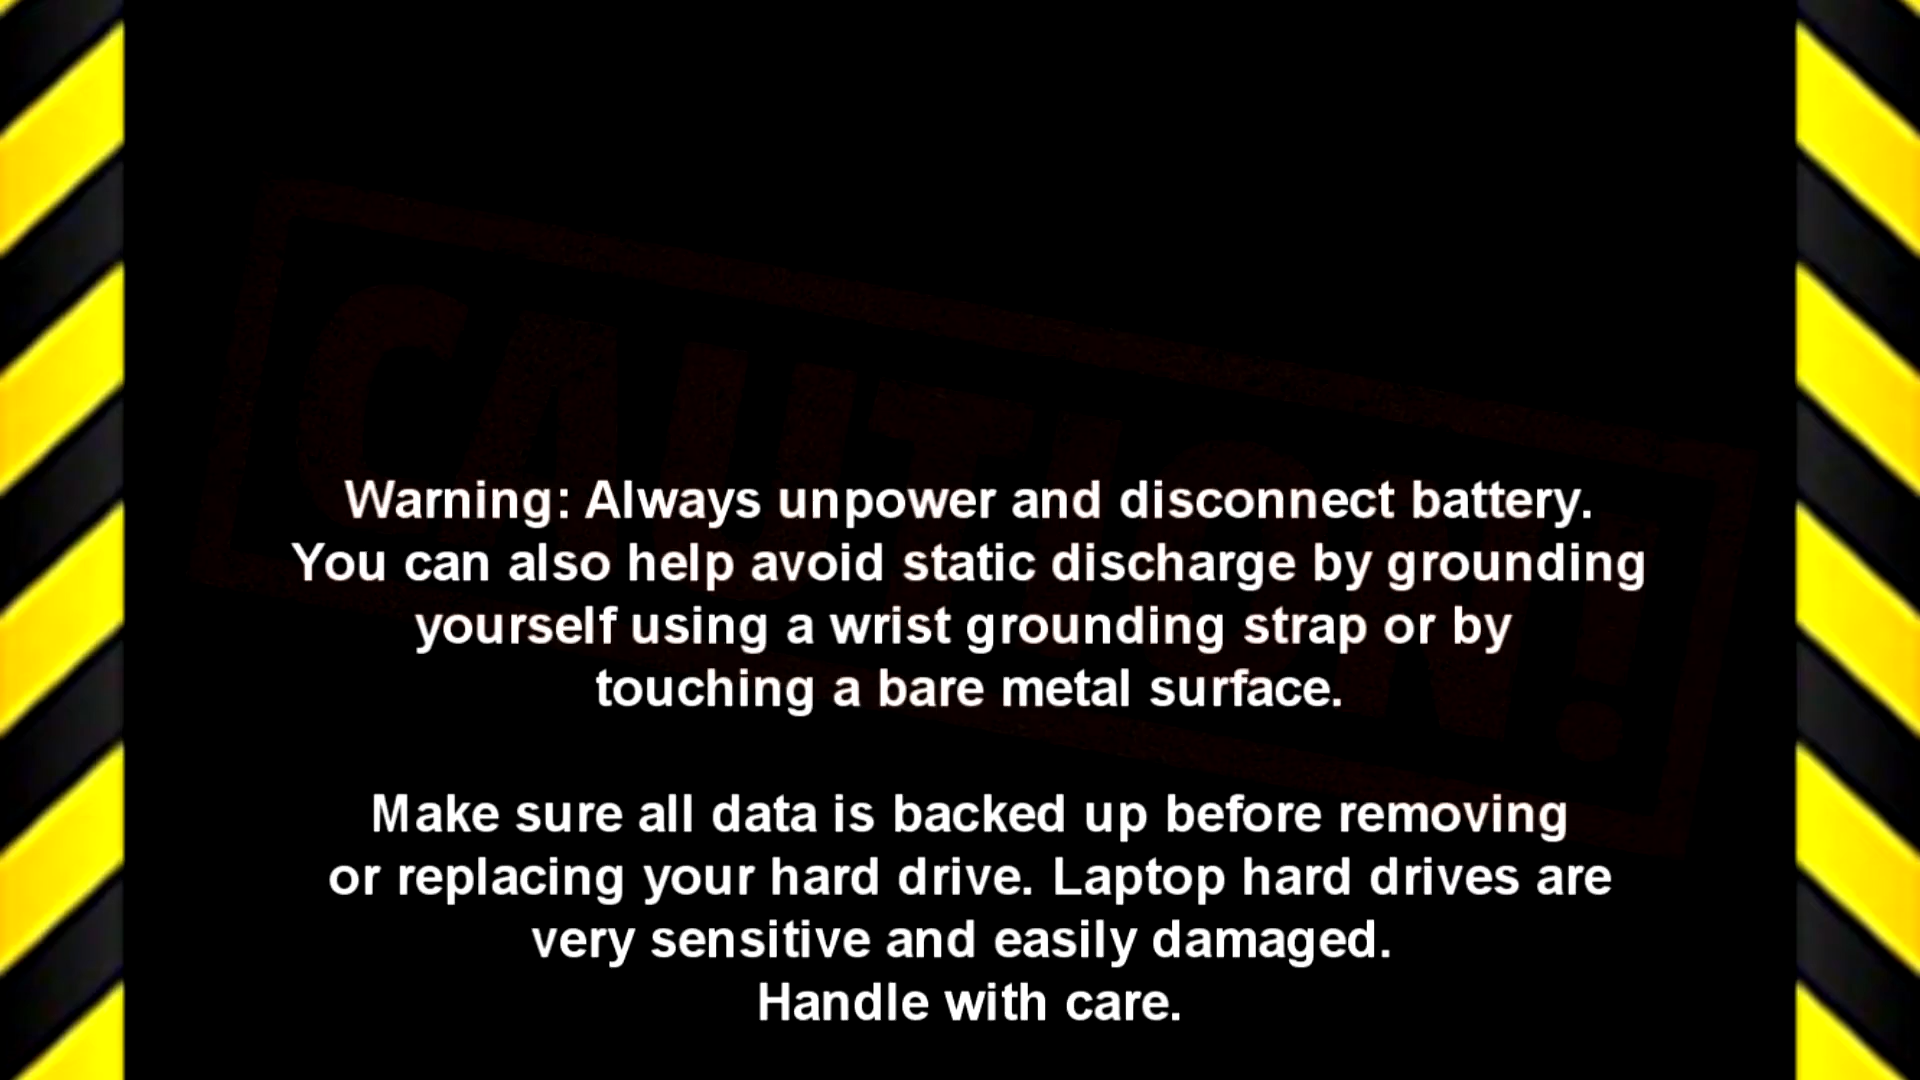 CAUTION!
Warning: Always unpower and disconnect battery.
You can also help avoid static discharge by grounding
yourself using a wrist grounding strap or by
touching a bare metal surface.
Make sure all data is backed up before removing
or replacing your hard drive. Laptop hard drives are
very sensitive and easily damaged.
Handle with care.